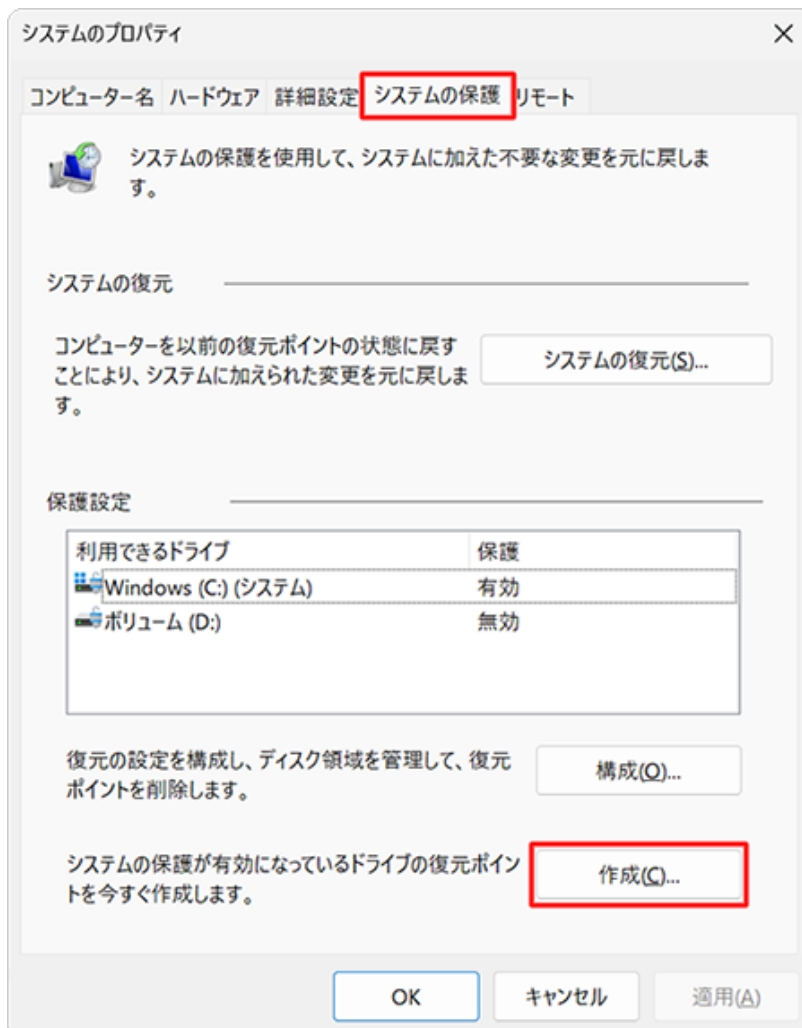 システムのプロパティ
コンピューター名 ハードウェア 詳細設定 システムの保護 リモート
システムの保護を使用して、システムに加えた不要な変更を元に戻しま
す。
システムの復元
コンピューターを以前の復元ポイントの状態に戻す
ことにより、システムに加えられた変更を元に戻しま
す。
システムの復元(S)...
保護設定
利用できるドライブ 保護
Windows (C:) (システム) 有効
ボリューム (D:) 無効
復元の設定を構成し、ディスク領域を管理して、復元
ポイントを削除します。
構成(O)...
システムの保護が有効になっているドライブの復元ポイン
トを今すぐ作成します。
作成(C)...
OK キャンセル 適用(A)